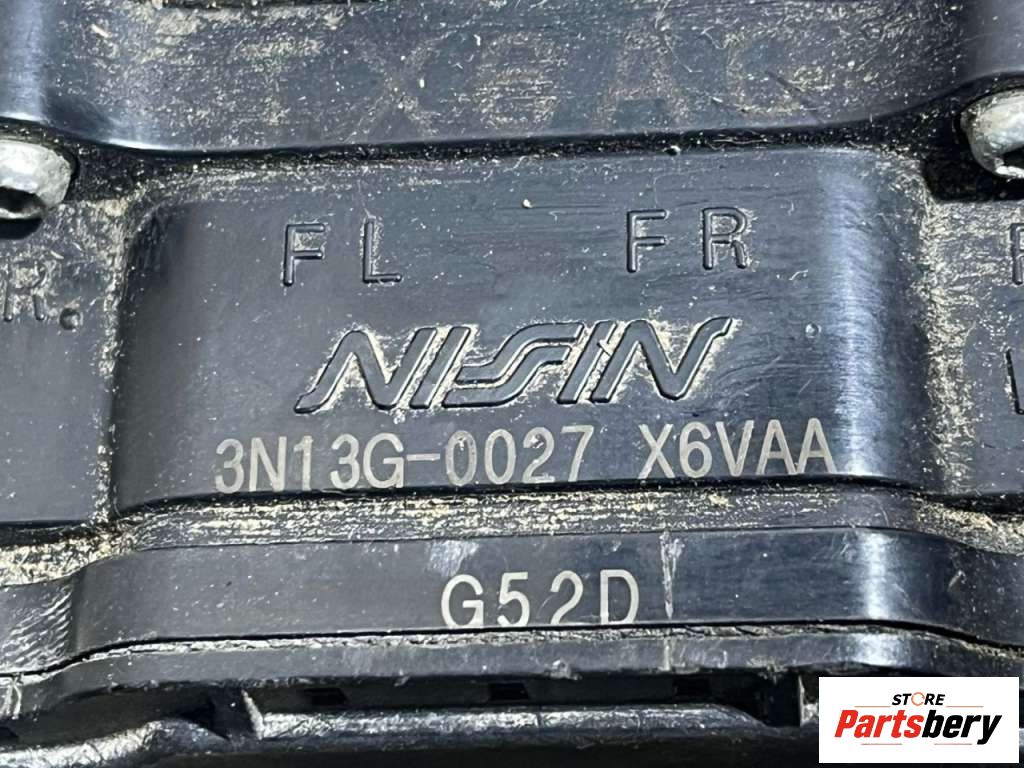 FL FR
R.
NISSIN
3N13G-0027 X6VAA
G52D
STORE
Partsbery